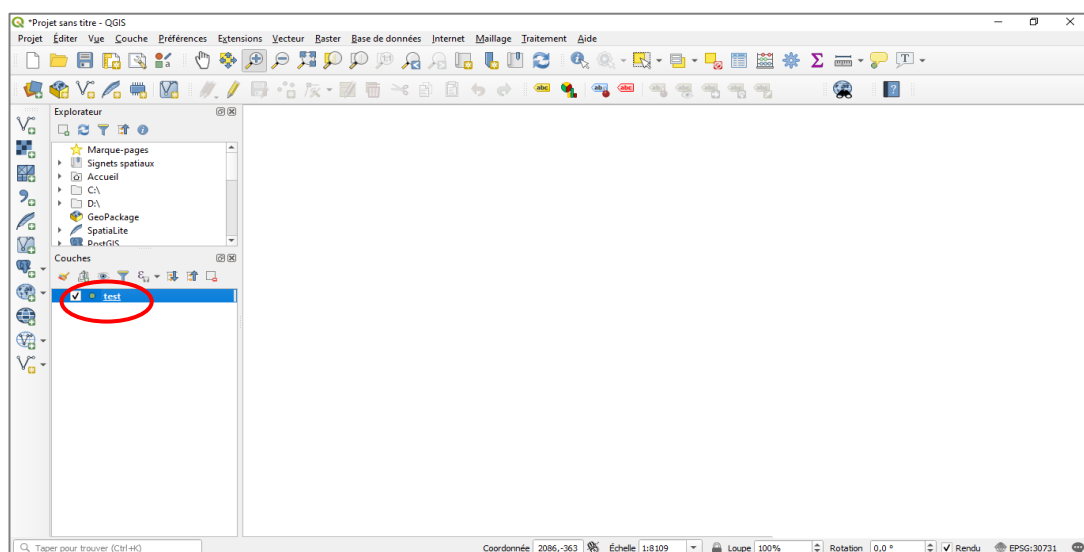 *Projet sans titre - QGIS
Projet Éditer Vue Couche Préférences Extensions Vecteur Raster Base de données Internet Maillage Traitement Aide
Explorateur
Marque-pages
Signets spatiaux
Accueil
C:\
D:\
GeoPackage
SpatiaLite
PostGIS
Couches
test
Taper pour trouver (Ctrl+K)
Coordonnée 2086,-363 Échelle 1:8109 Loupe 100% Rotation 0,0 ° Rendu EPSG:30731